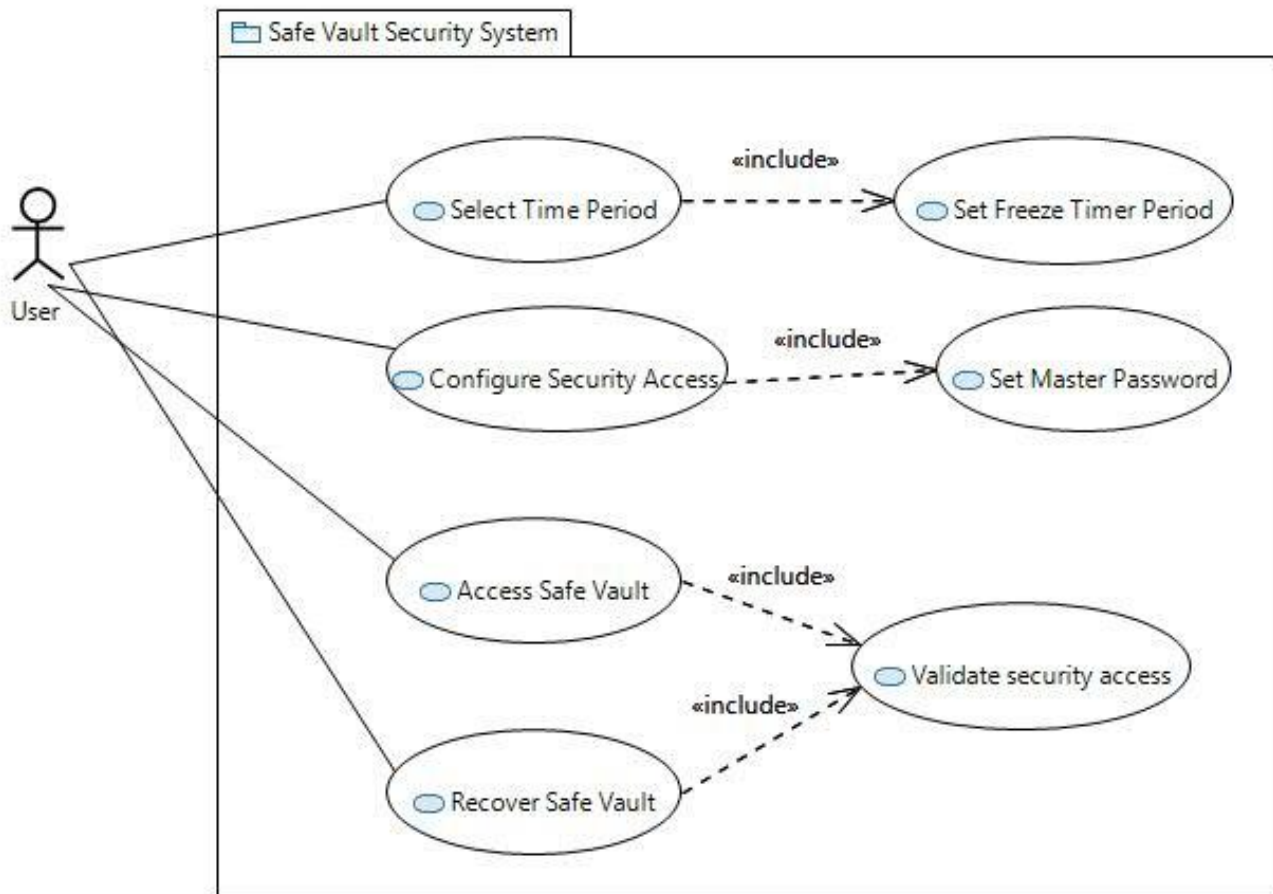 Safe Vault Security System
«include»
Select Time Period
Set Freeze Timer Period
User
«include»
Configure Security Access
Set Master Password
«include»
Access Safe Vault
Validate security access
«include»
Recover Safe Vault